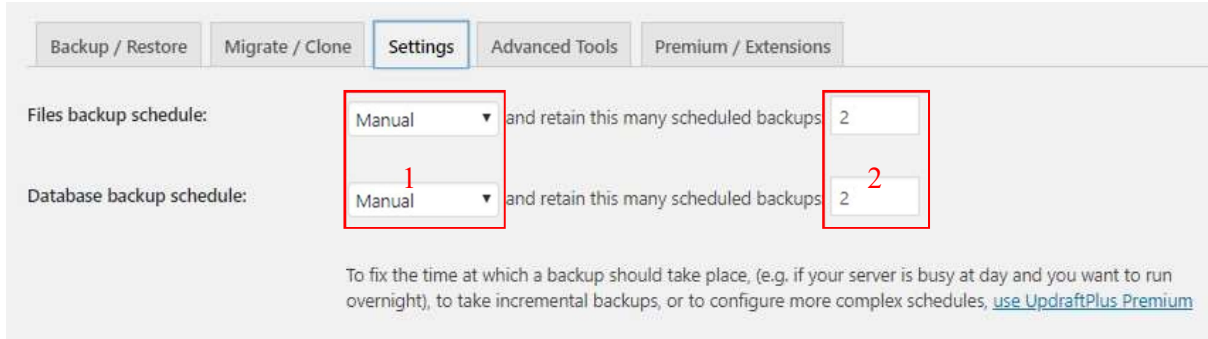 Backup / Restore Migrate / Clone Settings Advanced Tools Premium / Extensions
Files backup schedule: Manual and retain this many scheduled backups 2
1 2
Database backup schedule: Manual and retain this many scheduled backups 2
To fix the time at which a backup should take place, (e.g. if your server is busy at day and you want to run
overnight), to take incremental backups, or to configure more complex schedules, use UpdraftPlus Premium